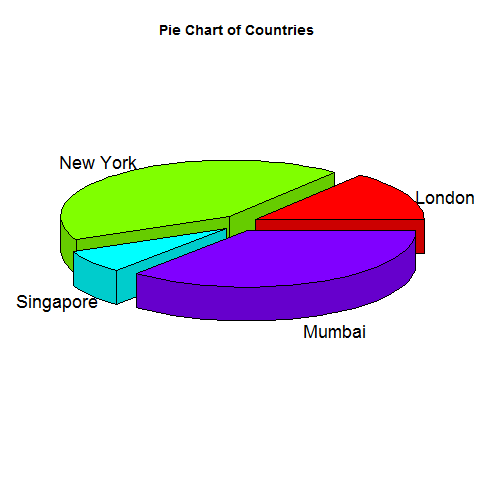 Pie Chart of Countries
New York
London
Singapore
Mumbai